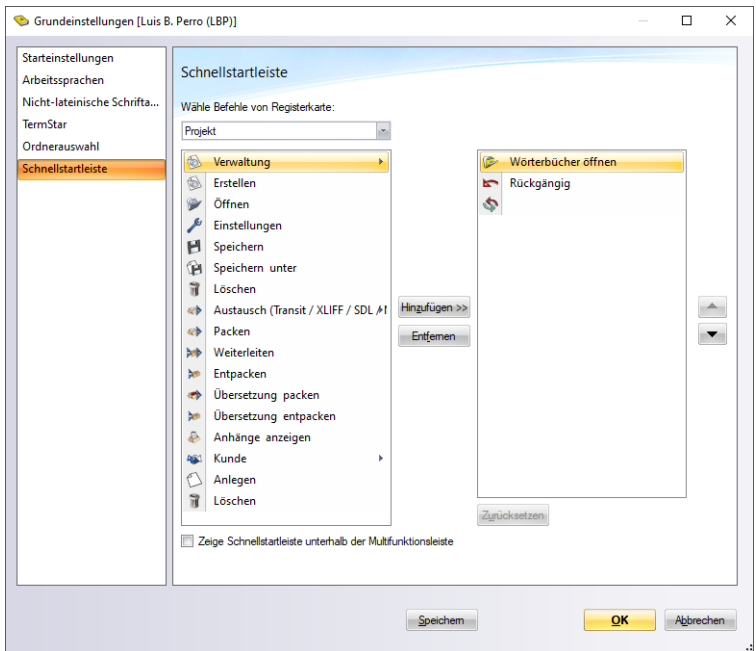 Grundeinstellungen [Luis B. Perro (LBP)]
Starteinstellungen
Arbeitssprachen
Nicht-lateinische Schrifta...
TermStar
Ordnerauswahl
Schnellstartleiste
Schnellstartleiste
Wähle Befehle von Registerkarte:
Projekt
Verwaltung
Erstellen
Öffnen
Einstellungen
Speichern
Speichern unter
Löschen
Austausch (Transit / XLIFF / SDL /
Packen
Weiterleiten
Entpacken
Übersetzung packen
Übersetzung entpacken
Anhänge anzeigen
Kunde
Anlegen
Löschen
Hinzufügen >>
Entfernen
Wörterbücher öffnen
Rückgängig
Zurücksetzen
Zeige Schnellstartleiste unterhalb der Multifunktionsleiste
Speichern
OK
Abbrechen